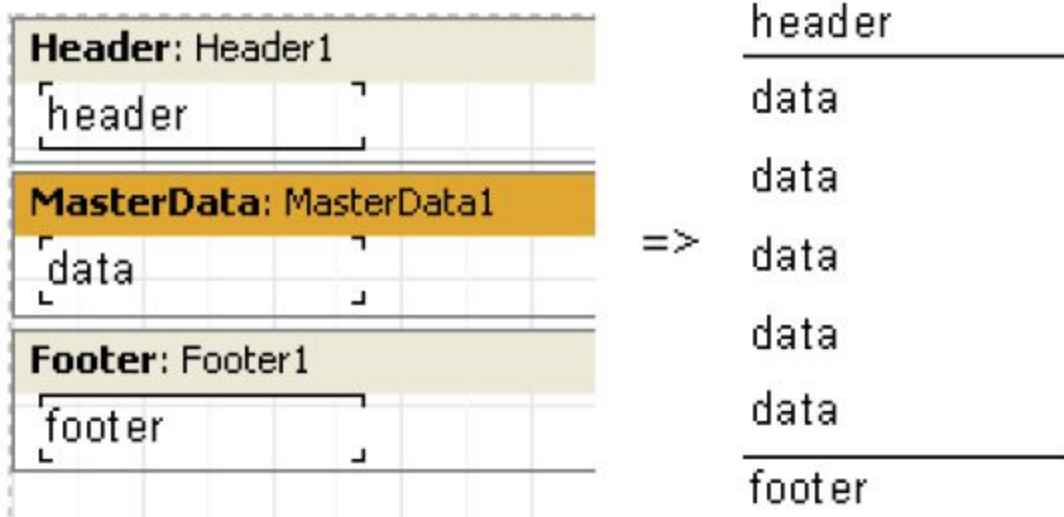 Header: Header1
header
MasterData: MasterData1
data
Footer: Footer1
footer
=>
header
data
data
data
data
data
footer